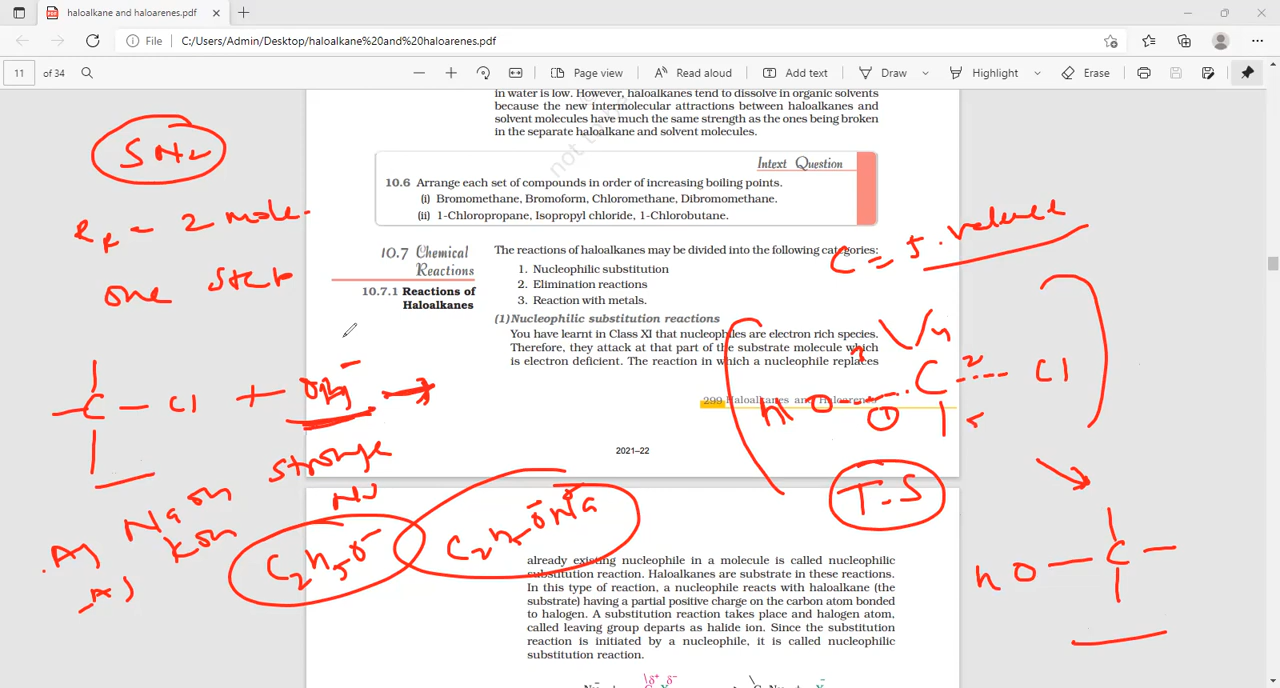 haloalkane and haloarenes.pdf
File C:/Users/Admin/Desktop/haloalkane%20and%20haloarenes.pdf
11 of 34
Page view
Read aloud
Add text
Draw
Highlight
Erase
in water is low. However, haloalkanes tend to dissolve in organic solvents
because the new intermolecular attractions between haloalkanes and
solvent molecules have much the same strength as the ones being broken
in the separate haloalkane and solvent molecules.
Intext Question
10.6 Arrange each set of compounds in order of increasing boiling points.
(i) Bromomethane, Bromoform, Chloromethane, Dibromomethane.
(ii) 1-Chloropropane, Isopropyl chloride, 1-Chlorobutane.
10.7 Chemical
Reactions
10.7.1 Reactions of
Haloalkanes
The reactions of haloalkanes may be divided into the following categories:
1. Nucleophilic substitution
2. Elimination reactions
3. Reaction with metals.
(1)Nucleophilic substitution reactions
You have learnt in Class XI that nucleophiles are electron rich species.
Therefore, they attack at that part of the substrate molecule which
is electron deficient. The reaction in which a nucleophile replaces
299 Haloalkanes and Haloarenes
2021–22
already existing nucleophile in a molecule is called nucleophilic
substitution reaction. Haloalkanes are substrate in these reactions.
In this type of reaction, a nucleophile reacts with haloalkane (the
substrate) having a partial positive charge on the carbon atom bonded
to halogen. A substitution reaction takes place and halogen atom,
called leaving group departs as halide ion. Since the substitution
reaction is initiated by a nucleophile, it is called nucleophilic
substitution reaction.
δ+ δ−
SN2
2 mole.
one step
C — Cl + OH−
stronge
NU
Aq NaOH
KOH
C2H5O−
C2H5O−Na+
C = 5. valence
HO C Cl
T.S
HO — C —